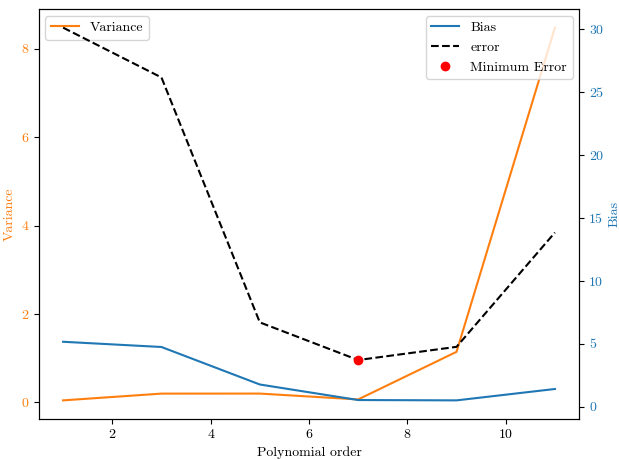 Variance
Bias
error
Minimum Error
8
6
4
2
0
30
25
20
15
10
5
0
Variance
Bias
2 4 6 8 10
Polynomial order